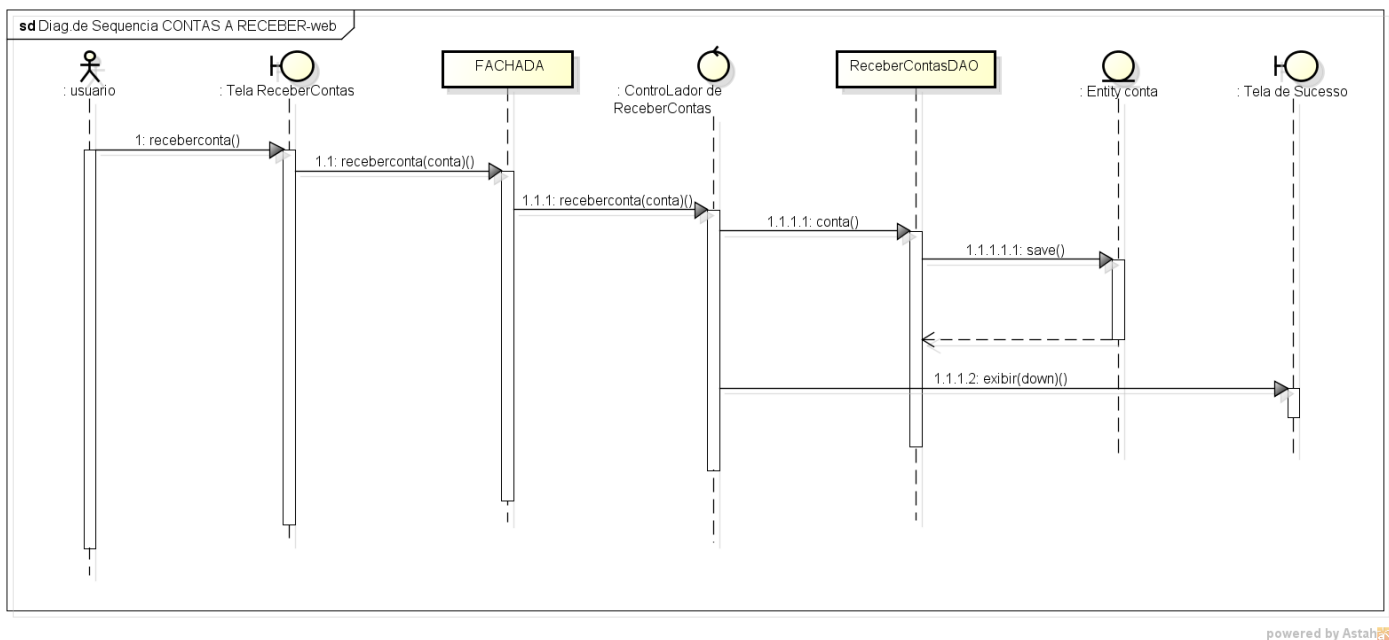 sd Diag.de Sequencia CONTAS A RECEBER-web
: usuario
: Tela ReceberContas
FACHADA
: ControLador de
ReceberContas
ReceberContasDAO
: Entity conta
: Tela de Sucesso
1: receberconta()
1.1: receberconta(conta)()
1.1.1: receberconta(conta)()
1.1.1.1: conta()
1.1.1.1.1: save()
1.1.1.2: exibir(down)()
powered by Astah